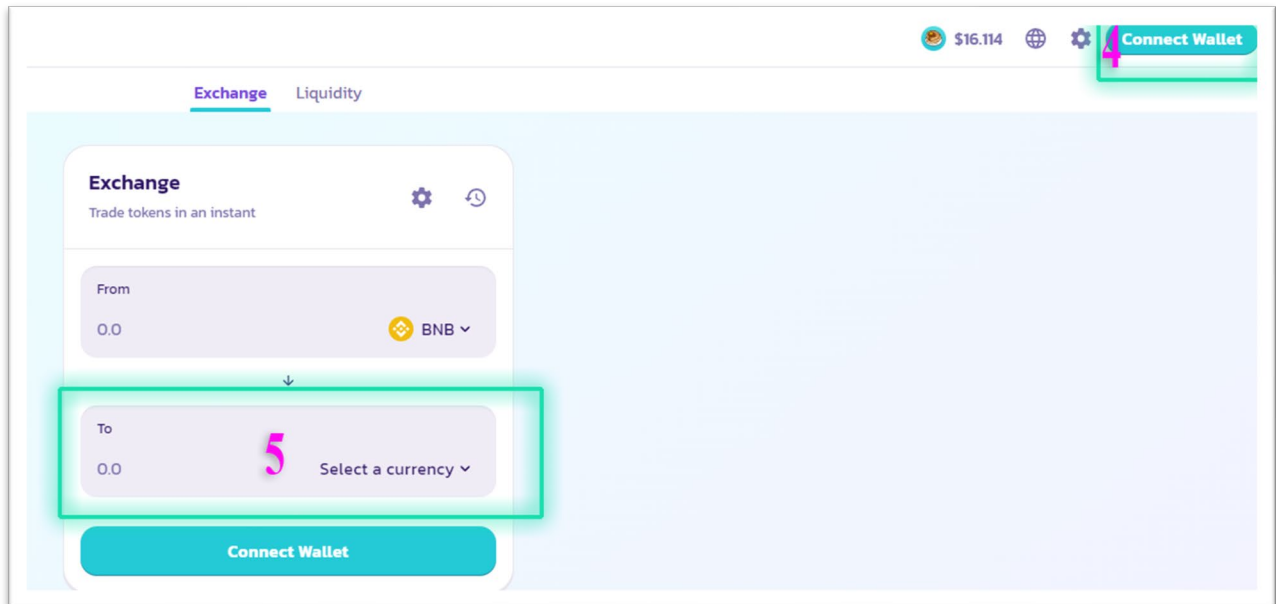 $16.114
4
Connect Wallet
Exchange Liquidity
Exchange
Trade tokens in an instant
From
0.0 BNB
To
5
0.0 Select a currency
Connect Wallet